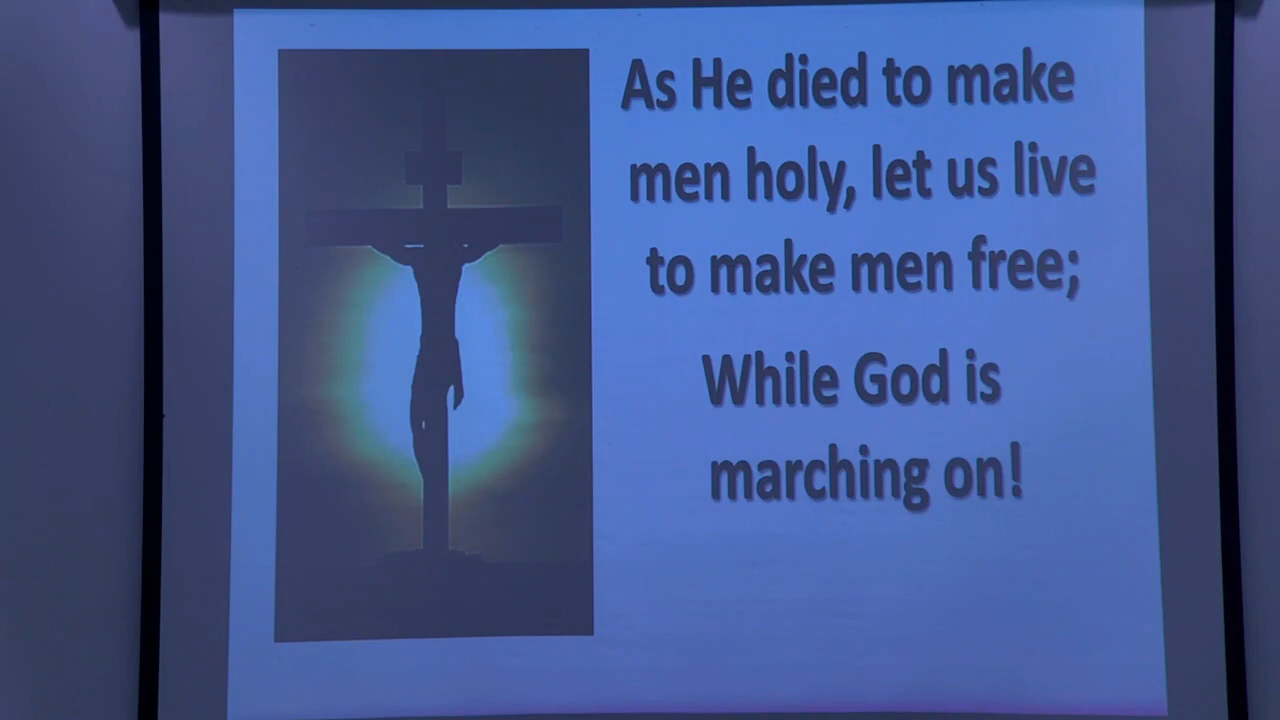 As He died to make
men holy, let us live
to make men free;
While God is
marching on!